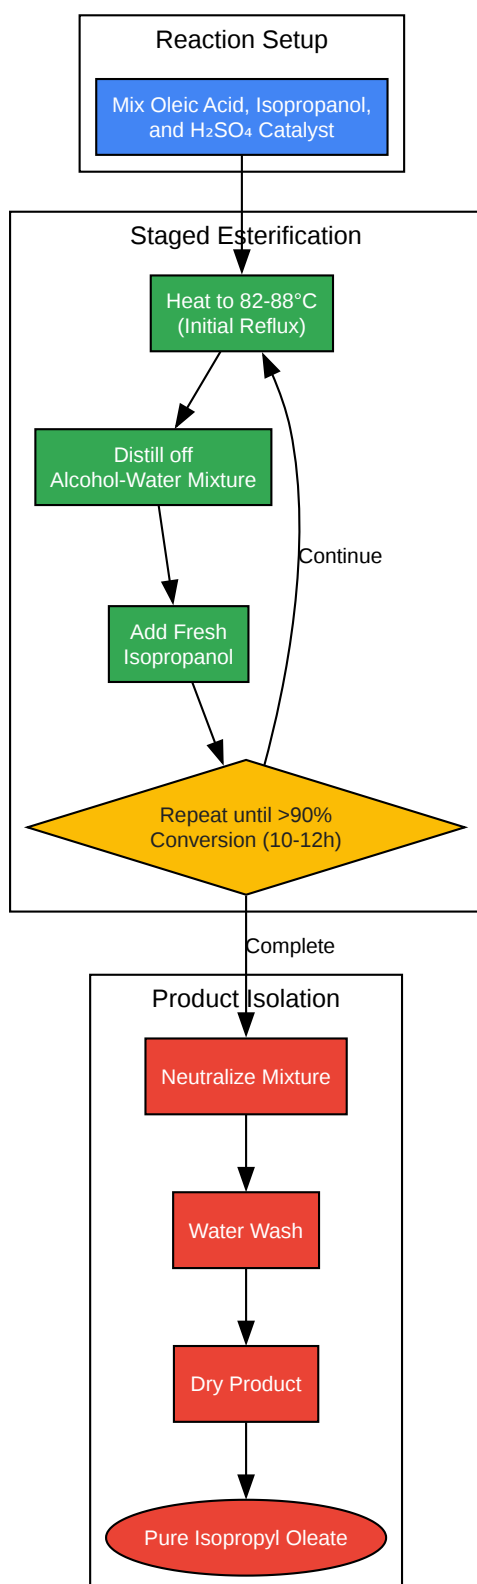 Reaction Setup
Mix Oleic Acid, Isopropanol,
and H₂SO₄ Catalyst
Staged Esterification
Heat to 82-88°C
(Initial Reflux)
Distill off
Alcohol-Water Mixture
Continue
Add Fresh
Isopropanol
Repeat until >90%
Conversion (10-12h)
Complete
Product Isolation
Neutralize Mixture
Water Wash
Dry Product
Pure Isopropyl Oleate